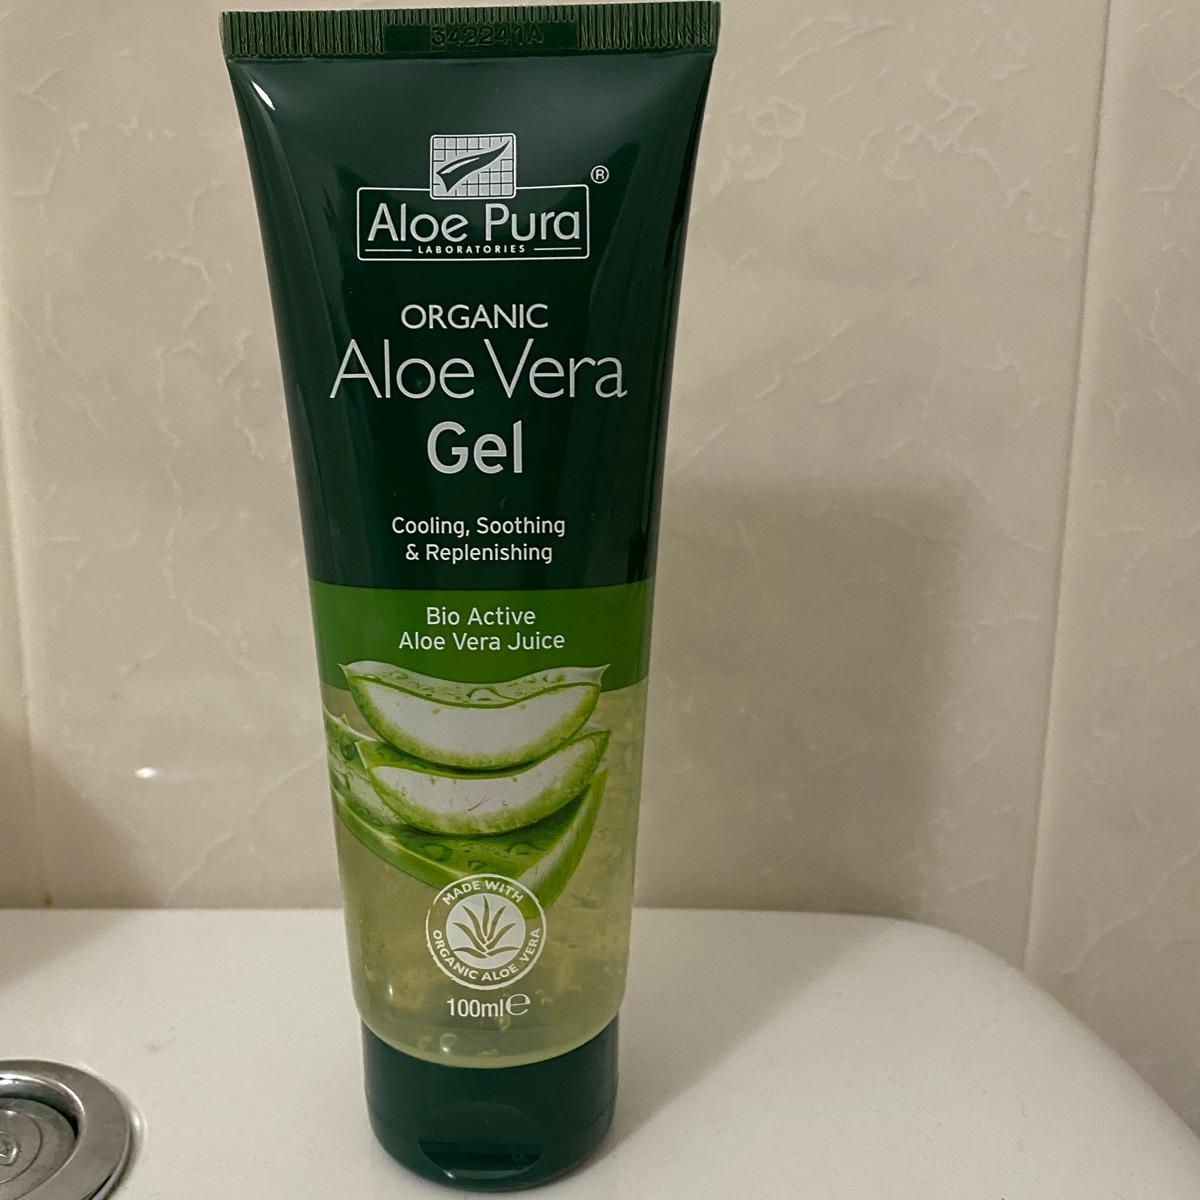 342241A
Aloe Pura ®
LABORATORIES
ORGANIC
Aloe Vera
Gel
Cooling, Soothing
& Replenishing
Bio Active
Aloe Vera Juice
MADE WITH
ORGANIC ALOE VERA
100ml℮